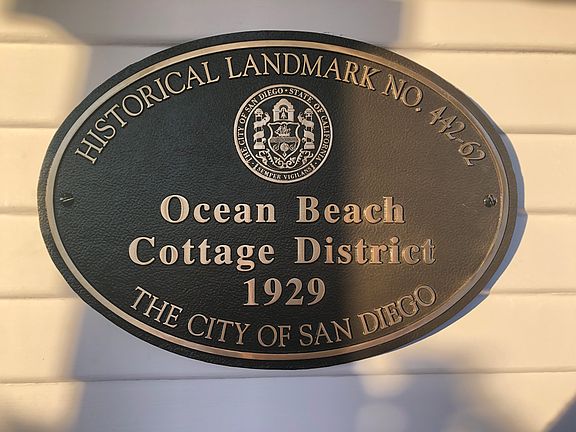 HISTORICAL LANDMARK NO. 442-62
THE CITY OF SAN DIEGO · STATE OF CALIFORNIA
SEMPER VIGILANS
Ocean Beach
Cottage District
1929
THE CITY OF SAN DIEGO